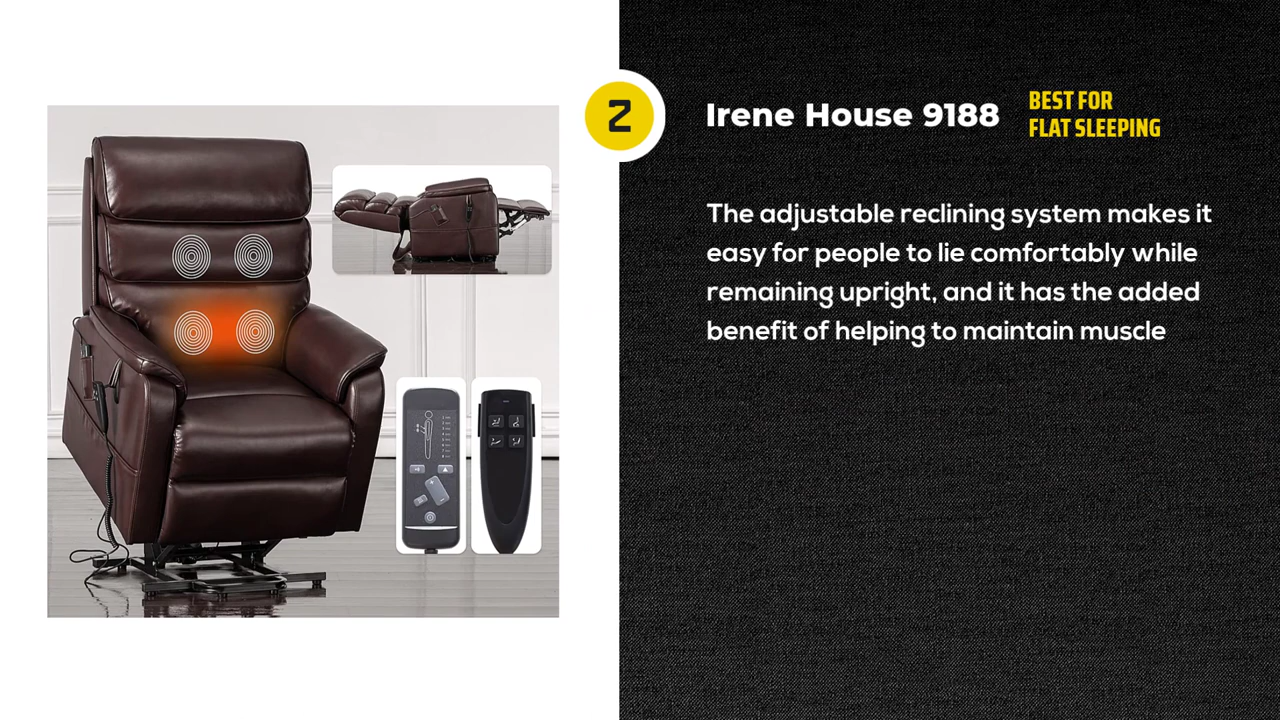 2
Irene House 9188
BEST FOR
FLAT SLEEPING
The adjustable reclining system makes it
easy for people to lie comfortably while
remaining upright, and it has the added
benefit of helping to maintain muscle